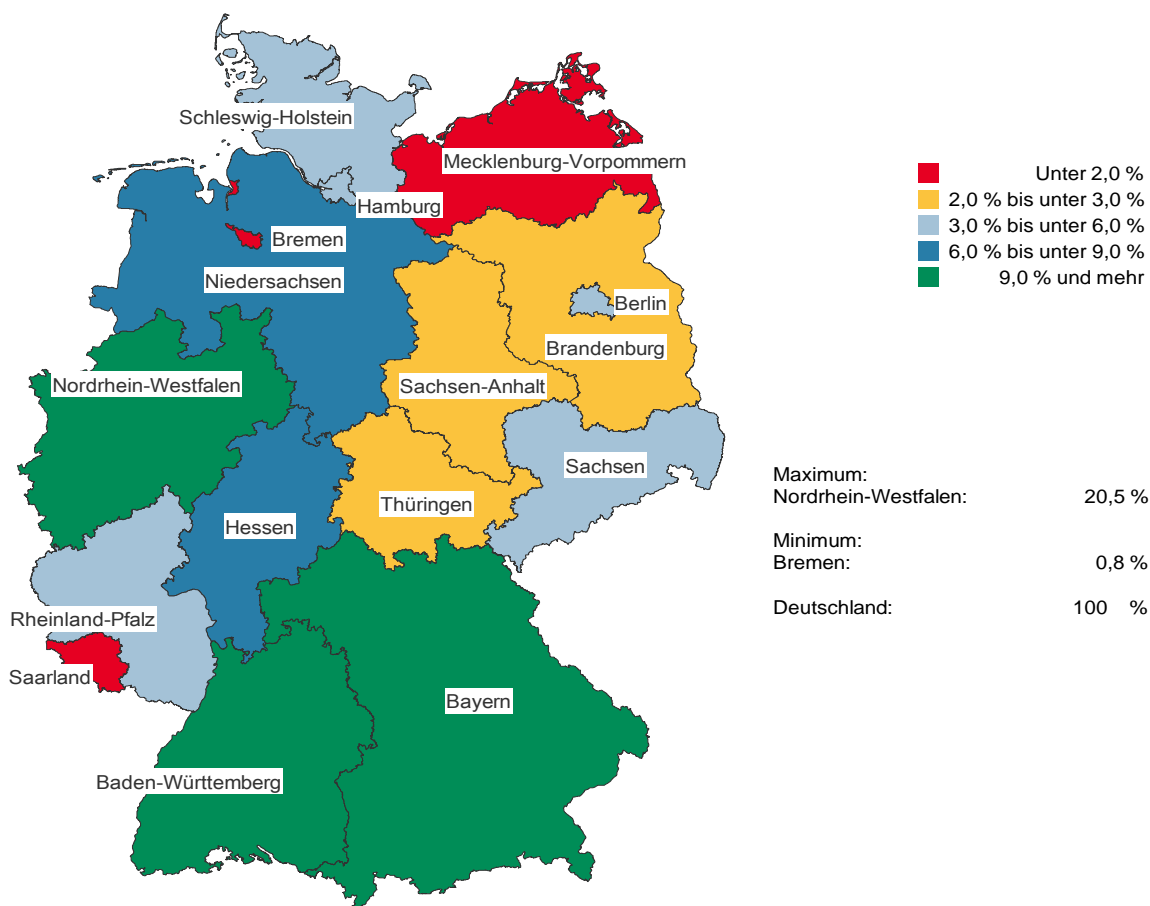 Schleswig-Holstein
Mecklenburg-Vorpommern
Hamburg
Bremen
Niedersachsen
Berlin
Brandenburg
Nordrhein-Westfalen
Sachsen-Anhalt
Sachsen
Thüringen
Hessen
Rheinland-Pfalz
Saarland
Bayern
Baden-Württemberg
Unter 2,0 %
2,0 % bis unter 3,0 %
3,0 % bis unter 6,0 %
6,0 % bis unter 9,0 %
9,0 % und mehr
Maximum:
Nordrhein-Westfalen: 20,5 %
Minimum:
Bremen: 0,8 %
Deutschland: 100 %